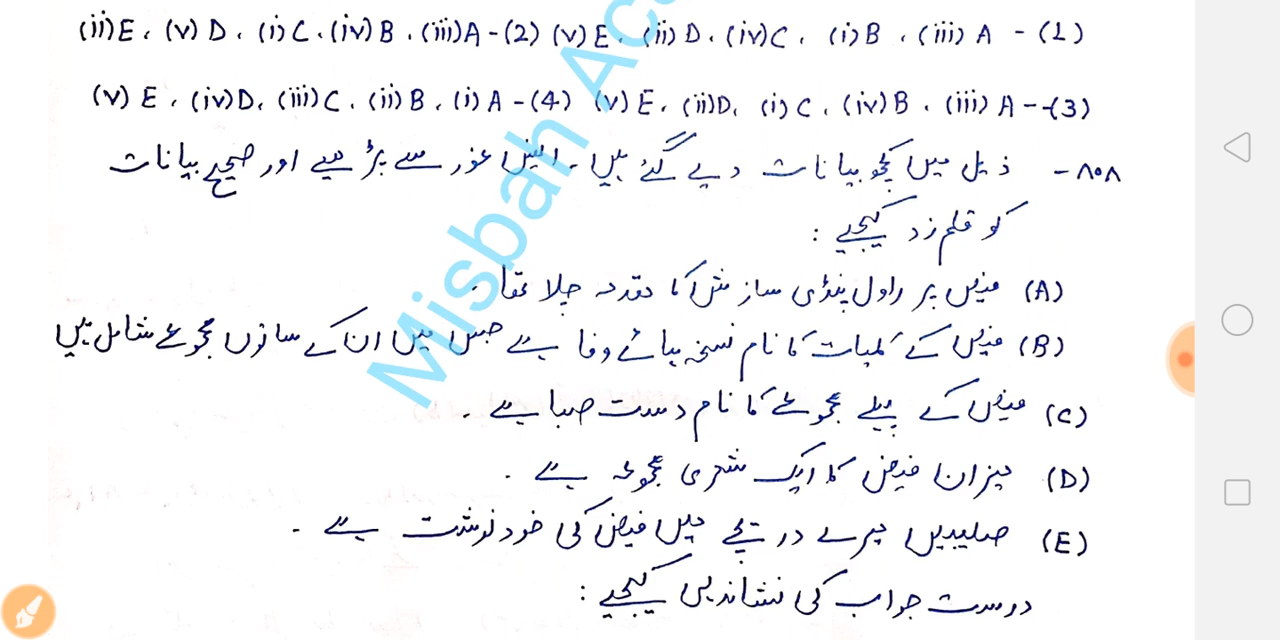 (1) - A (iii) ، B (i) ، C (iv) ، D (ii) ، E (v) (2) - A (iii) ، B (iv) ، C (i) ، D (v) ، E (ii)
(3) -- A (iii) ، B (iv) ، C (i) ، D (ii) ، E (v) (4) - A (i) ، B (ii) ، C (iii) ، D (iv) ، E (v)
۸۰۸ - ذیل میں کچھ بیانات دیے گئے ہیں۔ انہیں غور سے پڑھیے اور صحیح بیانات
کو قلم زد کیجیے :
(A) فیض پر راول پنڈی سازش کا مقدمہ چلا تھا ۔
(B) فیض کے کلیات کا نام نسخہ ہائے وفا ہے جس میں ان کے ساتوں مجموعے شامل ہیں
(C) فیض کے پہلے مجموعے کا نام دست صبا ہے ۔
(D) میزان فیض کا ایک شعری مجموعہ ہے ۔
(E) صلیبیں میرے دریچے میں فیض کی خود نوشت ہے ۔
درست جواب کی نشاندہی کیجیے :
Misbah Aca